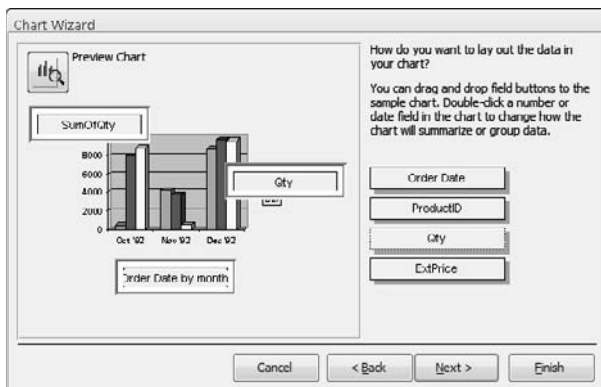 Chart Wizard
Preview Chart
SumOfQty
8000
6000
4000
2000
0
Oct '92 Nov '92 Dec '92
Qty
Order Date by month
How do you want to lay out the data in
your chart?
You can drag and drop field buttons to the
sample chart. Double-click a number or
date field in the chart to change how the
chart will summarize or group data.
Order Date
ProductID
Qty
ExtPrice
Cancel
< Back
Next >
Finish